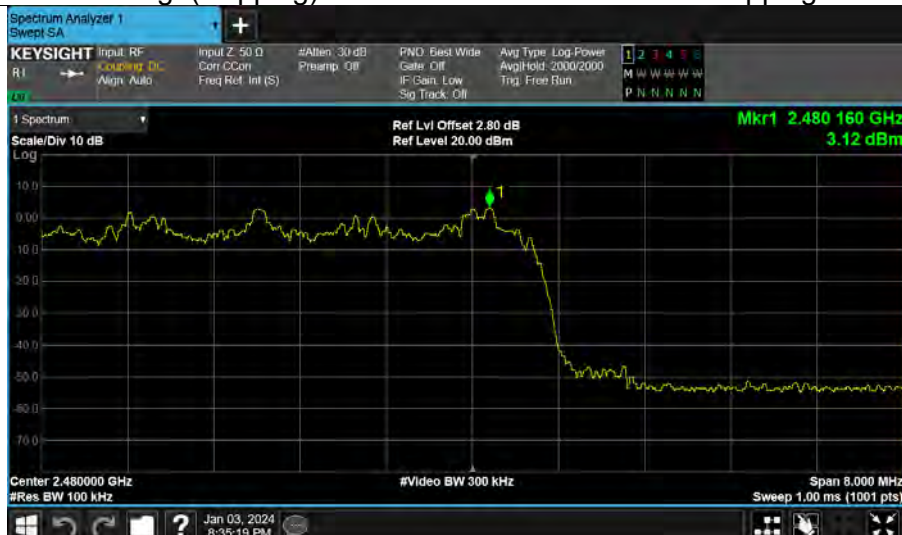 Spectrum Analyzer 1
Swept SA
+
KEYSIGHT Input: RF Input Z: 50 Ω #Atten: 30 dB PNO: Best Wide Avg Type: Log-Power 1 2 3 4 5 6
RL Coupling: DC Corr CCorr Preamp: Off Gate: Off Avg|Hold: 2000/2000 M W W W W W
Align: Auto Freq Ref: Int (S) IF Gain: Low Trig: Free Run
Sig Track: Off P N N N N N
1 Spectrum Ref Lvl Offset 2.80 dB Mkr1 2.480 160 GHz
Scale/Div 10 dB Ref Level 20.00 dBm 3.12 dBm
Log
10.0
1
0.00
-10.0
-20.0
-30.0
-40.0
-50.0
-60.0
-70.0
Center 2.480000 GHz #Video BW 300 kHz Span 8.000 MHz
#Res BW 100 kHz Sweep 1.00 ms (1001 pts)
? Jan 03, 2024
8:35:19 PM